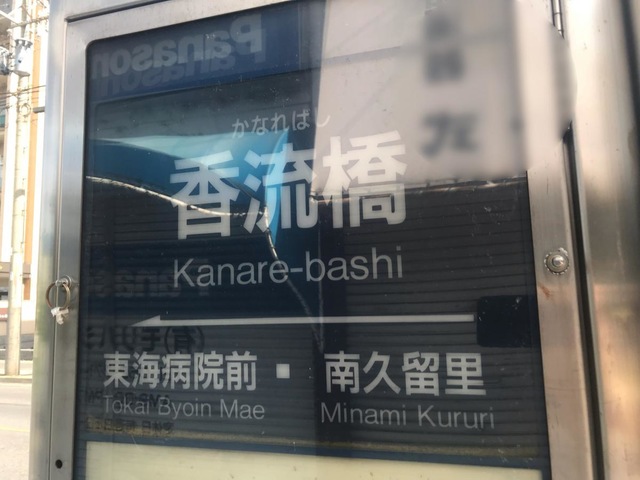 Panasonic
かなればし
香流橋
Kanare-bashi
東海病院前 ・ 南久留里
Tokai Byoin Mae Minami Kururi